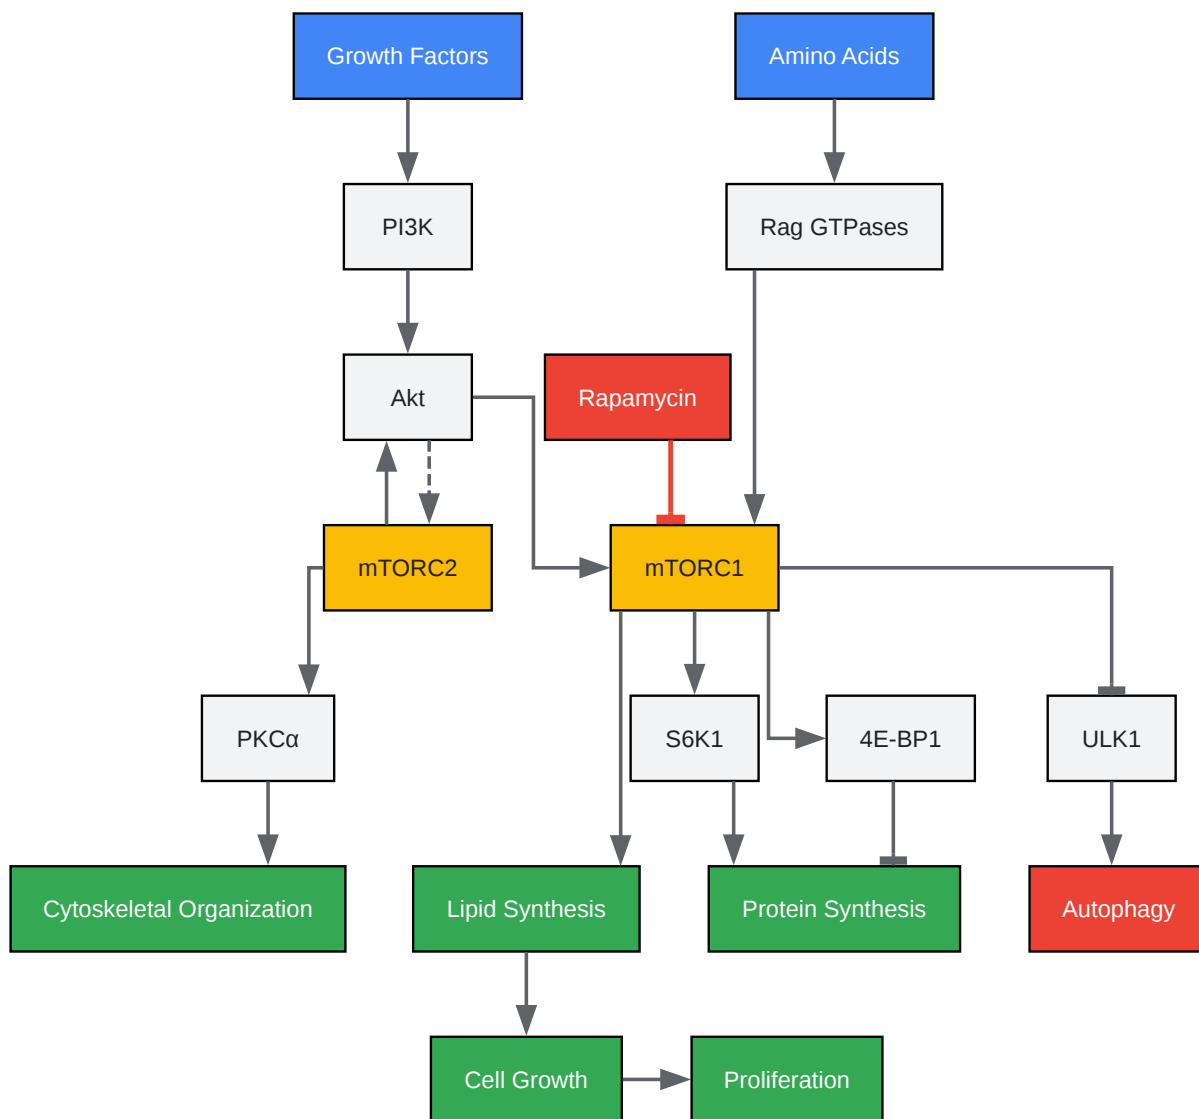 Growth Factors
Amino Acids
PI3K
Rag GTPases
Akt
Rapamycin
mTORC2
mTORC1
PKCα
S6K1
4E-BP1
ULK1
Cytoskeletal Organization
Lipid Synthesis
Protein Synthesis
Autophagy
Cell Growth
Proliferation